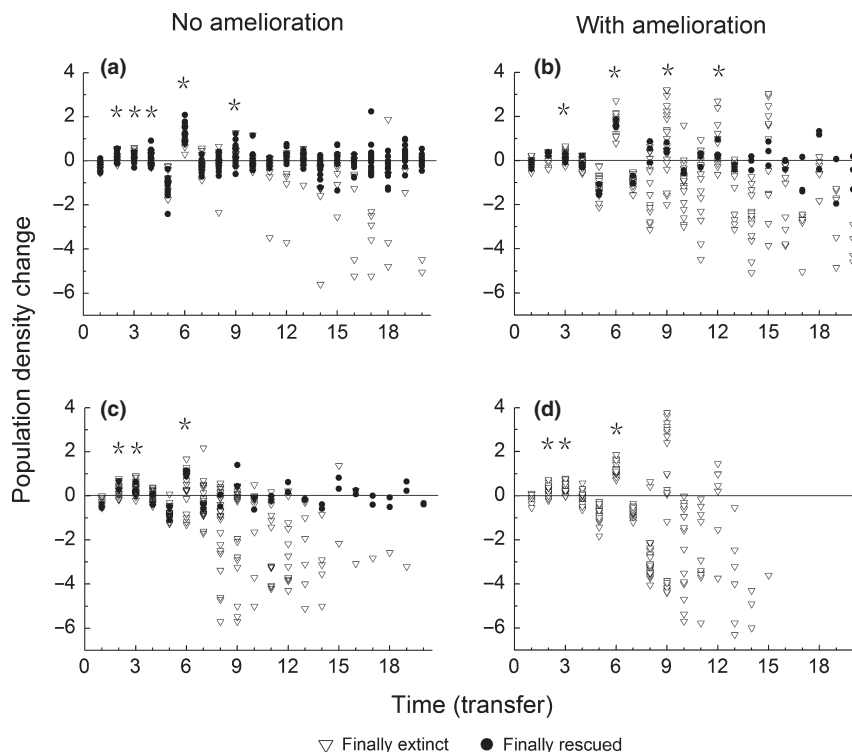 No amelioration
With amelioration
(a)
* * * * *
4
2
0
−2
−4
−6
0 3 6 9 12 15 18
(b)
* * * *
4
2
0
−2
−4
−6
0 3 6 9 12 15 18
(c)
* * *
4
2
0
−2
−4
−6
0 3 6 9 12 15 18
(d)
* * *
4
2
0
−2
−4
−6
0 3 6 9 12 15 18
Population density change
Time (transfer)
▽ Finally extinct ● Finally rescued